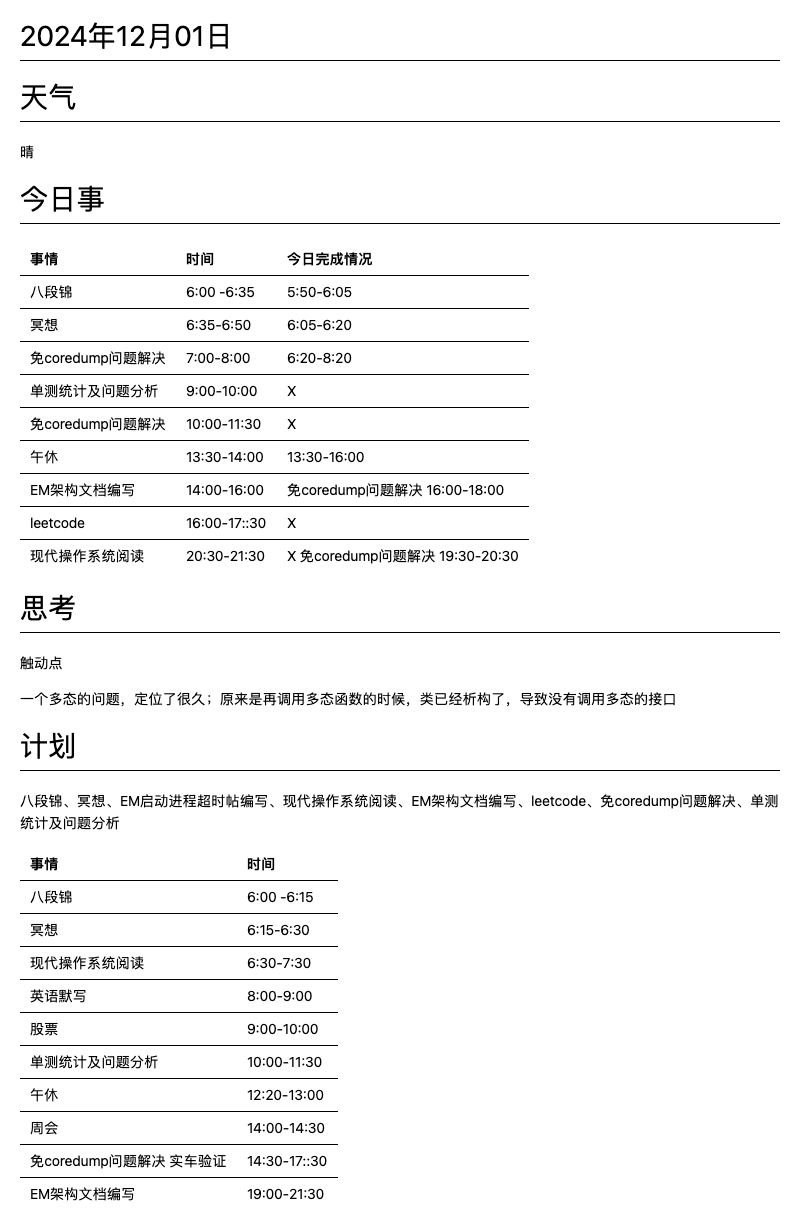 2024年12月01日
天气
晴
今日事
事情 时间 今日完成情况
八段锦 6:00 -6:35 5:50-6:05
冥想 6:35-6:50 6:05-6:20
免coredump问题解决 7:00-8:00 6:20-8:20
单测统计及问题分析 9:00-10:00 X
免coredump问题解决 10:00-11:30 X
午休 13:30-14:00 13:30-16:00
EM架构文档编写 14:00-16:00 免coredump问题解决 16:00-18:00
leetcode 16:00-17::30 X
现代操作系统阅读 20:30-21:30 X 免coredump问题解决 19:30-20:30
思考
触动点
一个多态的问题，定位了很久；原来是再调用多态函数的时候，类已经析构了，导致没有调用多态的接口
计划
八段锦、冥想、EM启动进程超时帖编写、现代操作系统阅读、EM架构文档编写、leetcode、免coredump问题解决、单测
统计及问题分析
事情 时间
八段锦 6:00 -6:15
冥想 6:15-6:30
现代操作系统阅读 6:30-7:30
英语默写 8:00-9:00
股票 9:00-10:00
单测统计及问题分析 10:00-11:30
午休 12:20-13:00
周会 14:00-14:30
免coredump问题解决 实车验证 14:30-17::30
EM架构文档编写 19:00-21:30